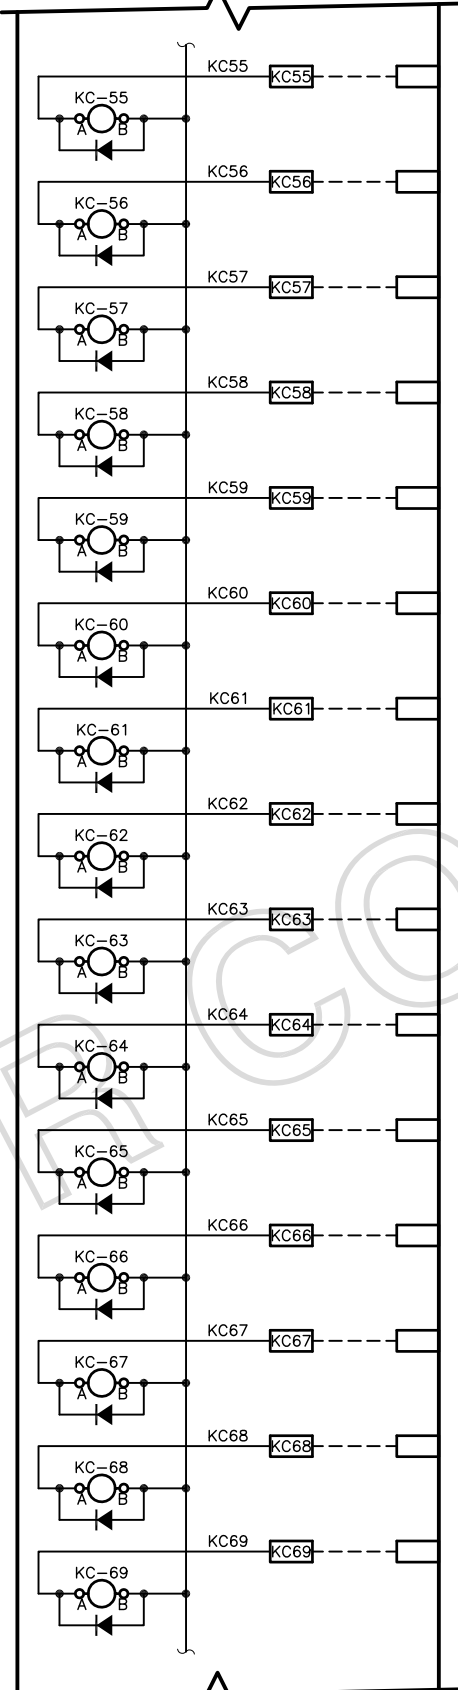 KC55
KC55
KC-55
A B
KC56
KC56
KC-56
A B
KC57
KC57
KC-57
A B
KC58
KC58
KC-58
A B
KC59
KC59
KC-59
A B
KC60
KC60
KC-60
A B
KC61
KC61
KC-61
A B
KC62
KC62
KC-62
A B
KC63
KC63
KC-63
A B
KC64
KC64
KC-64
A B
KC65
KC65
KC-65
A B
KC66
KC66
KC-66
A B
KC67
KC67
KC-67
A B
KC68
KC68
KC-68
A B
KC69
KC69
KC-69
A B
R CO